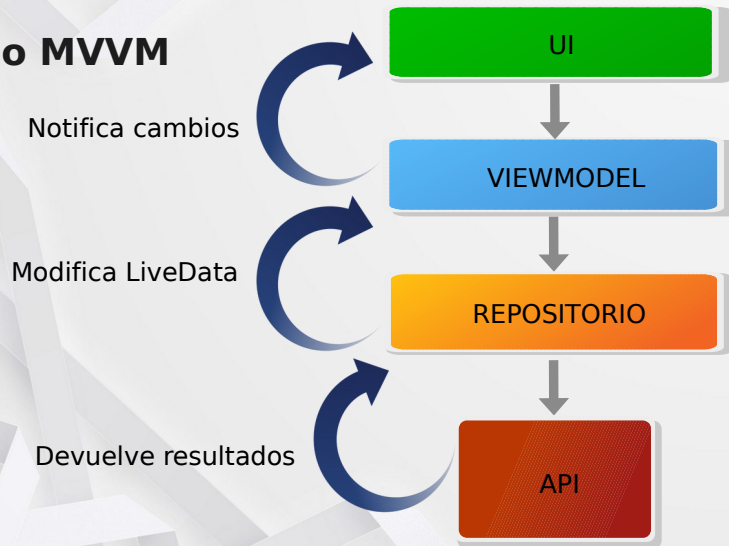 o MVVM
UI
Notifica cambios
VIEWMODEL
Modifica LiveData
REPOSITORIO
Devuelve resultados
API